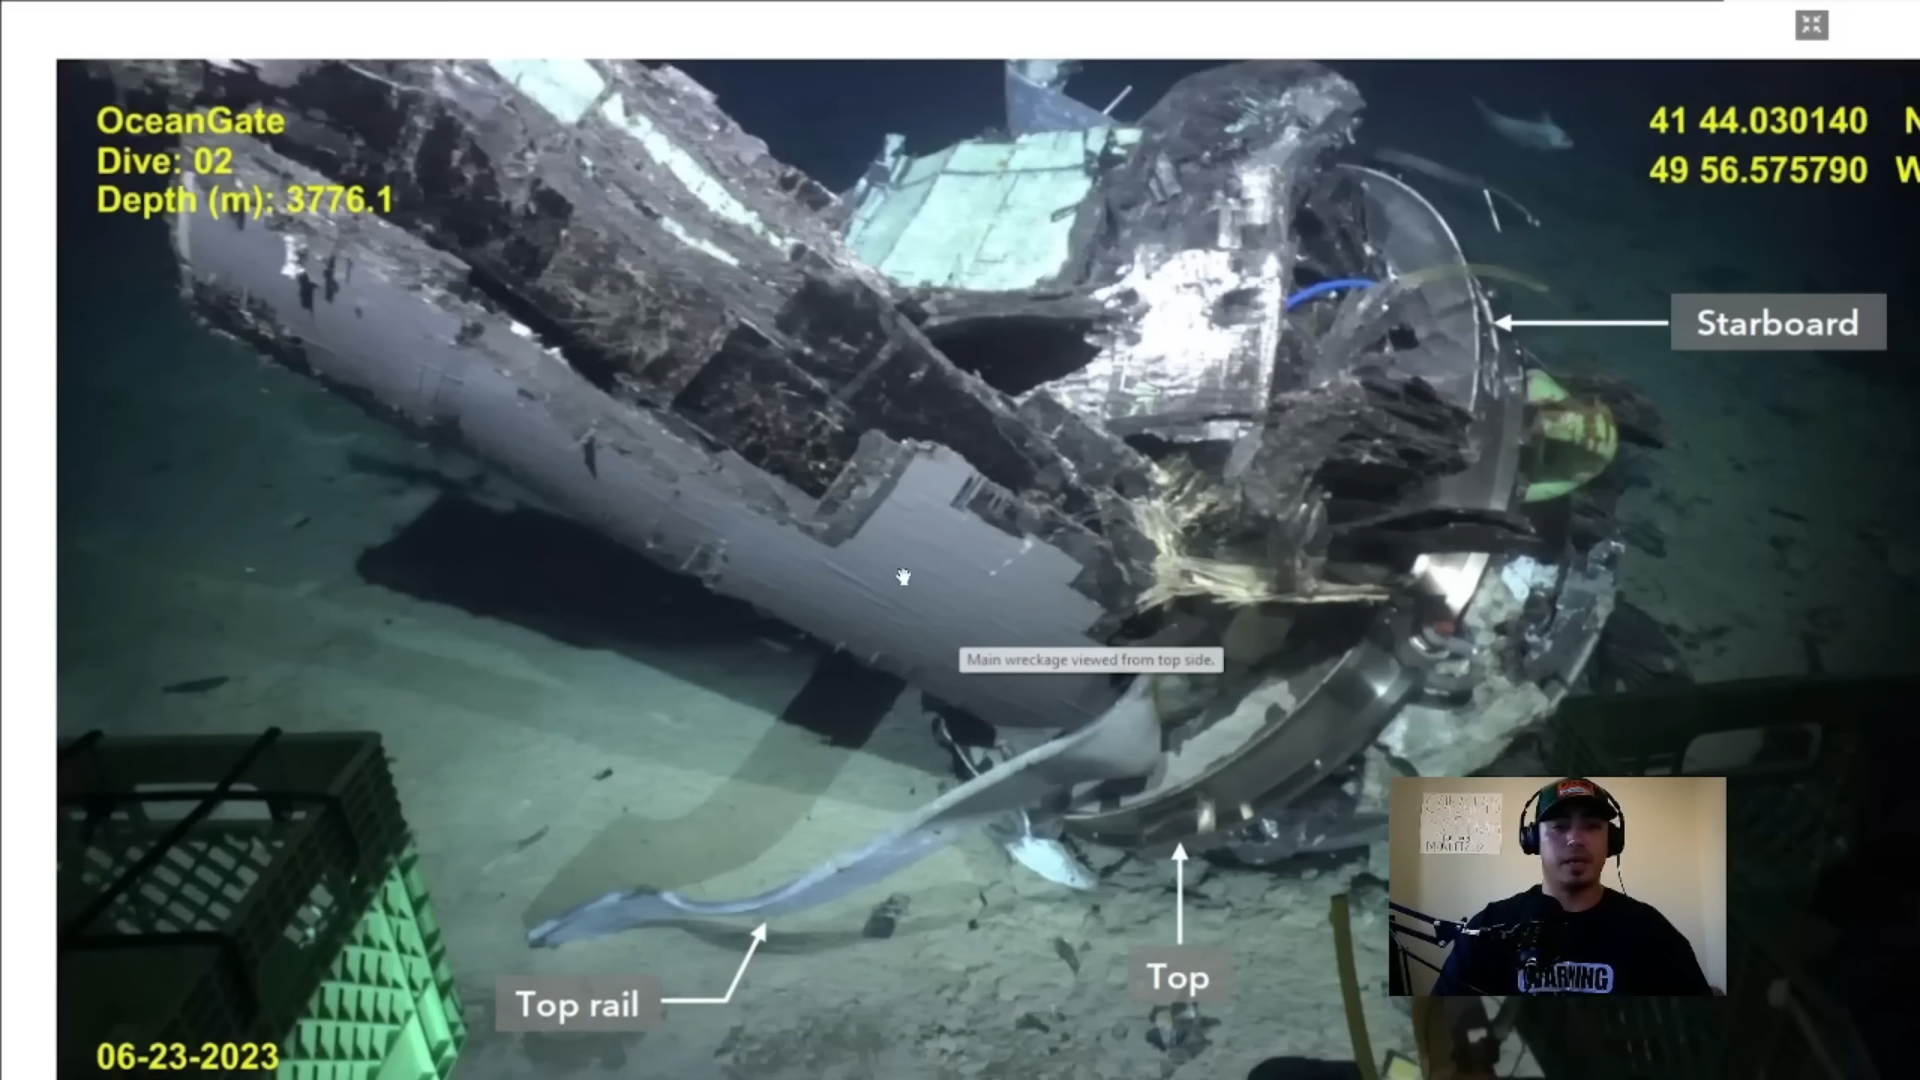 OceanGate
Dive: 02
Depth (m): 3776.1
41 44.030140 N
49 56.575790 W
Starboard
Main wreckage viewed from top side.
Top rail
Top
WARNING
06-23-2023